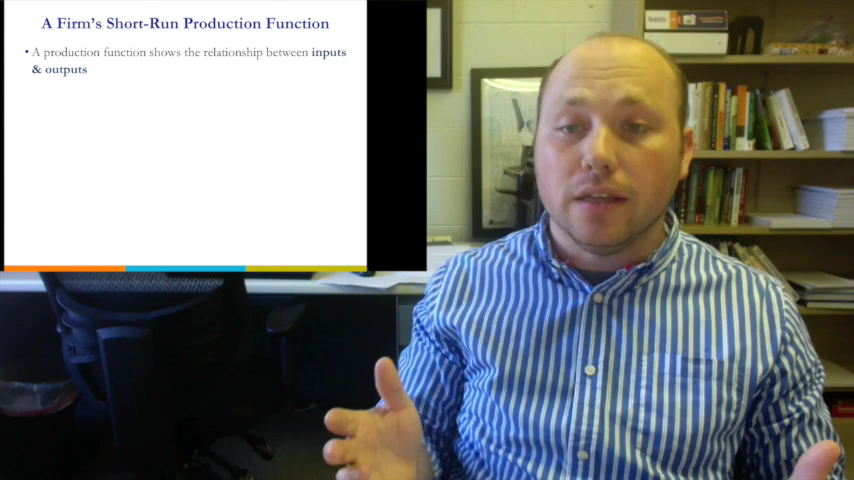 A Firm's Short-Run Production Function
• A production function shows the relationship between inputs
& outputs